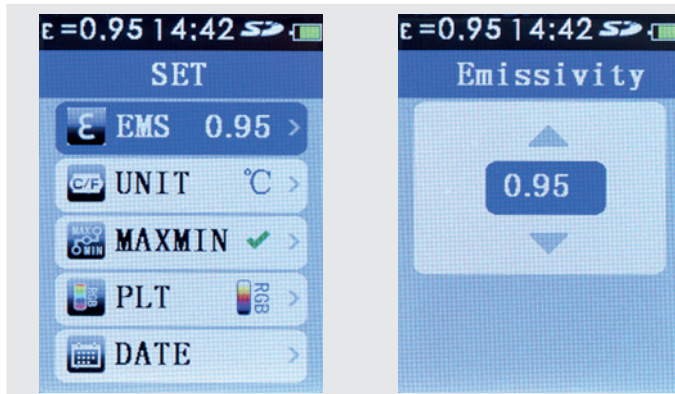 ε=0.95 14:42
SET
ε EMS 0.95 >
C/F UNIT ℃ >
MAX MIN MAXMIN ✔ >
RGB PLT RGB >
DATE >
ε=0.95 14:42
Emissivity
0.95